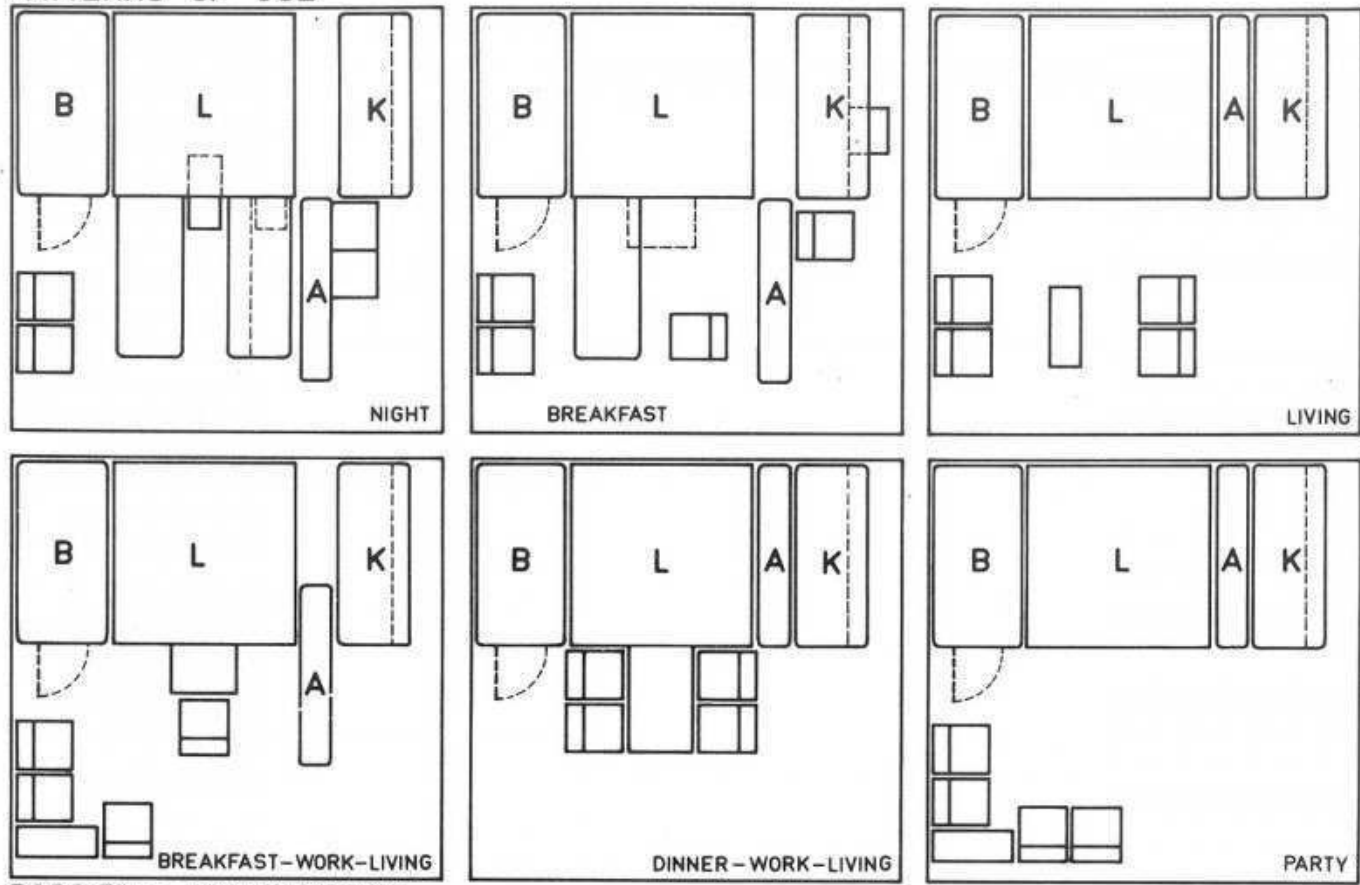 B L K
A
NIGHT
B L K
A
BREAKFAST
B L A K
LIVING
B L K
A
BREAKFAST-WORK-LIVING
B L A K
DINNER-WORK-LIVING
B L A K
PARTY